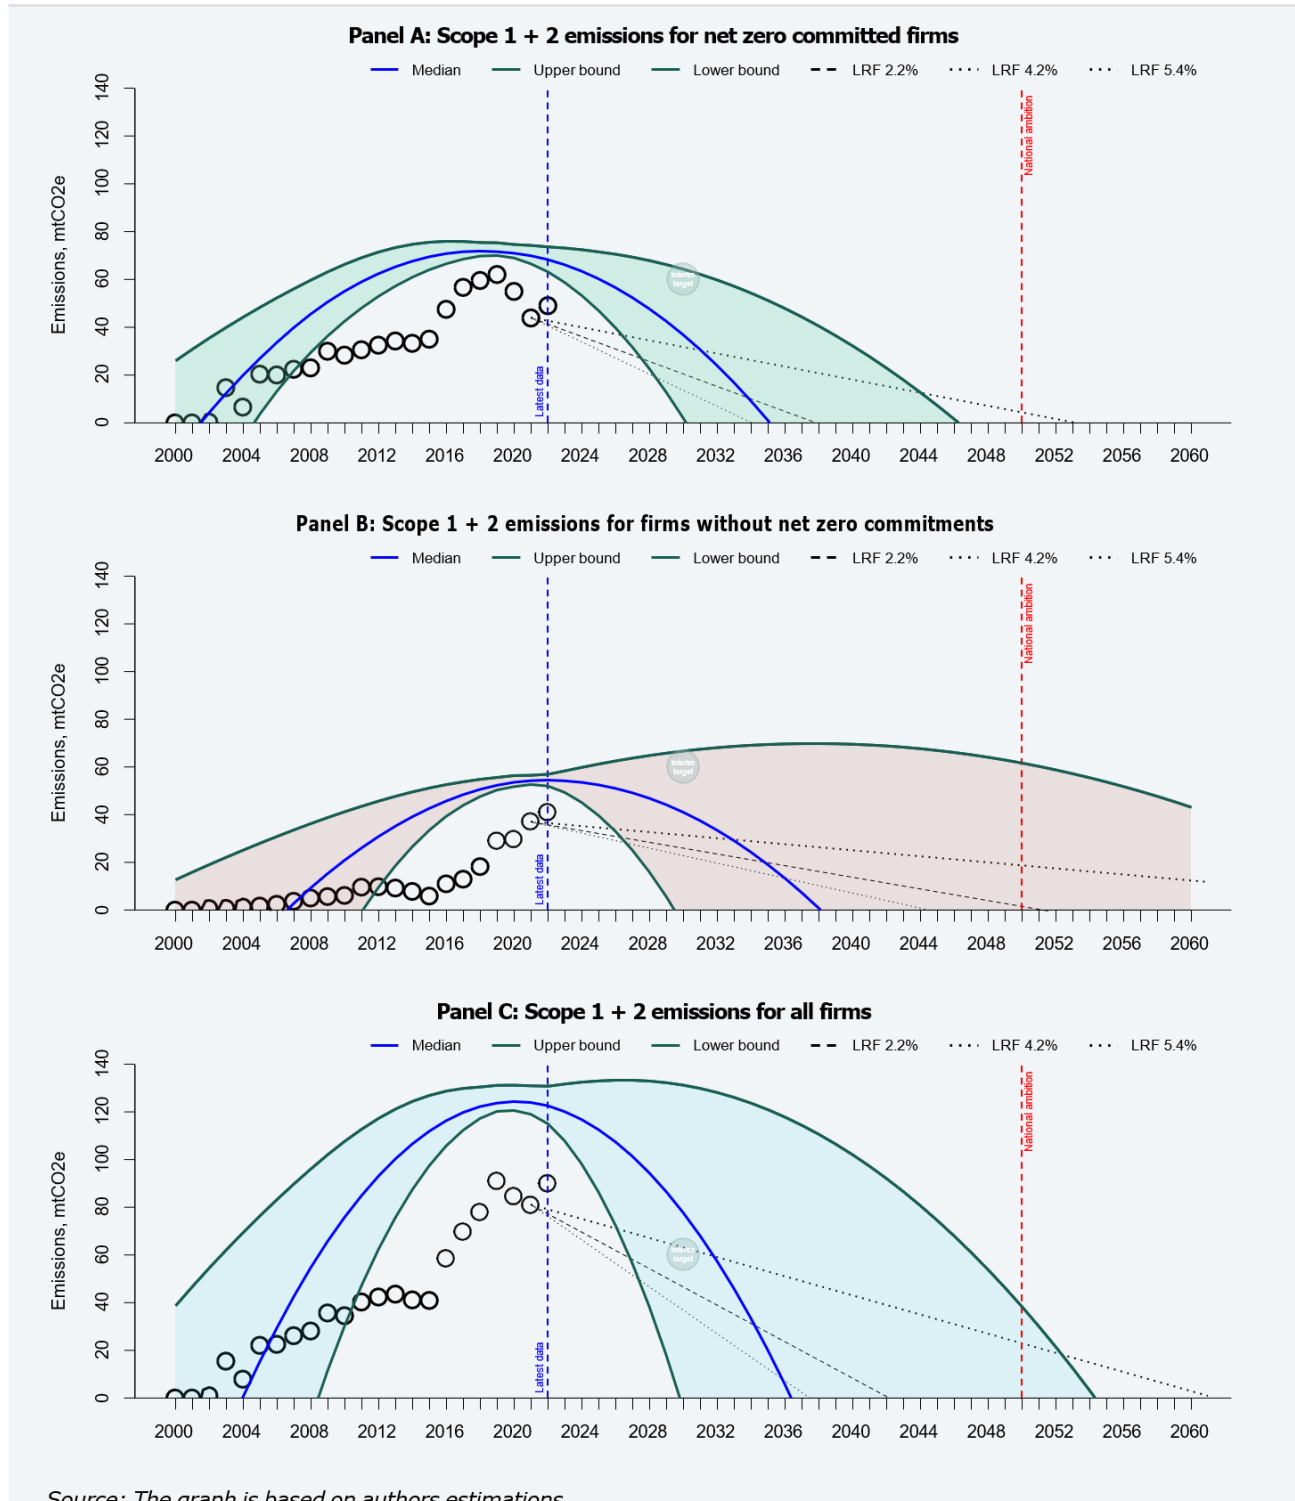 Panel A: Scope 1 + 2 emissions for net zero committed firms
Median Upper bound Lower bound LRF 2.2% LRF 4.2% LRF 5.4%
Emissions, mtCO2e
140
120
100
80
60
40
20
0
Latest data
Interim
target
National ambition
2000 2004 2008 2012 2016 2020 2024 2028 2032 2036 2040 2044 2048 2052 2056 2060
Panel B: Scope 1 + 2 emissions for firms without net zero commitments
Median Upper bound Lower bound LRF 2.2% LRF 4.2% LRF 5.4%
Emissions, mtCO2e
140
120
100
80
60
40
20
0
Latest data
Interim
target
National ambition
2000 2004 2008 2012 2016 2020 2024 2028 2032 2036 2040 2044 2048 2052 2056 2060
Panel C: Scope 1 + 2 emissions for all firms
Median Upper bound Lower bound LRF 2.2% LRF 4.2% LRF 5.4%
Emissions, mtCO2e
140
120
100
80
60
40
20
0
Latest data
Interim
target
National ambition
2000 2004 2008 2012 2016 2020 2024 2028 2032 2036 2040 2044 2048 2052 2056 2060
Source: The graph is based on authors estimations